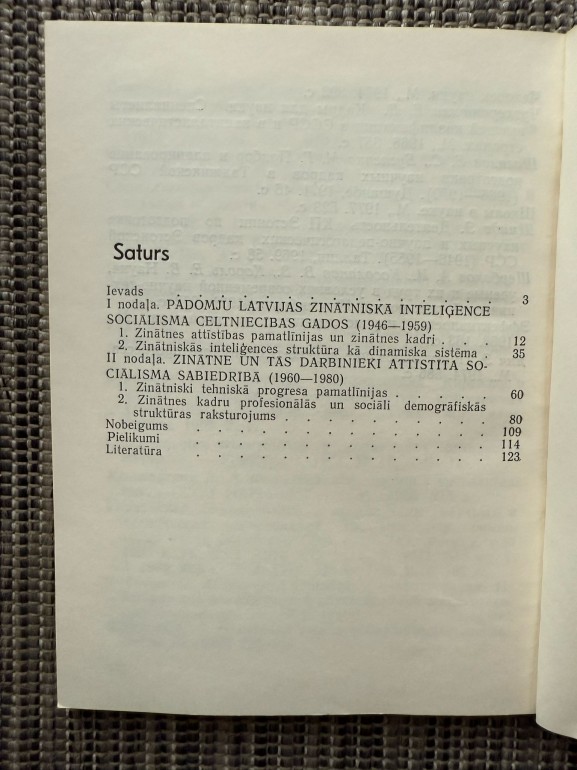 Saturs
Ievads . . . . . . . . . . . . . . 3
I nodaļa. PADOMJU LATVIJAS ZINĀTNISKĀ INTELIĢENCE
SOCIĀLISMA CELTNIECĪBAS GADOS (1946—1959)
1. Zinātnes attīstības pamatlīnijas un zinātnes kadri . . . 12
2. Zinātniskās inteliģences struktūra kā dinamiska sistēma . 35
II nodaļa. ZINĀTNE UN TĀS DARBINIEKI ATTĪSTĪTA SO-
CIĀLISMA SABIEDRĪBĀ (1960—1980)
1. Zinātniski tehniskā progresa pamatlīnijas . . . . . 60
2. Zinātnes kadru profesionālās un sociāli demogrāfiskās
struktūras raksturojums . . . . . . . . 80
Nobeigums . . . . . . . . . . . . 109
Pielikumi . . . . . . . . . . . . 114
Literatūra . . . . . . . . . . . . 123